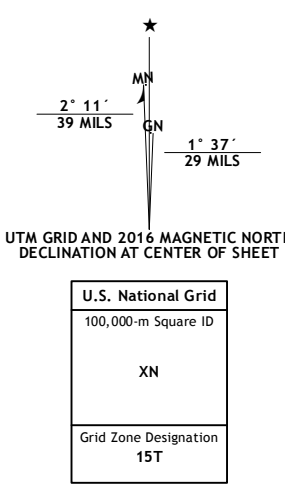 MN
2° 11´
39 MILS
GN
1° 37´
29 MILS
UTM GRID AND 2016 MAGNETIC NORT
DECLINATION AT CENTER OF SHEET
U.S. National Grid
100,000-m Square ID
XN
Grid Zone Designation
15T